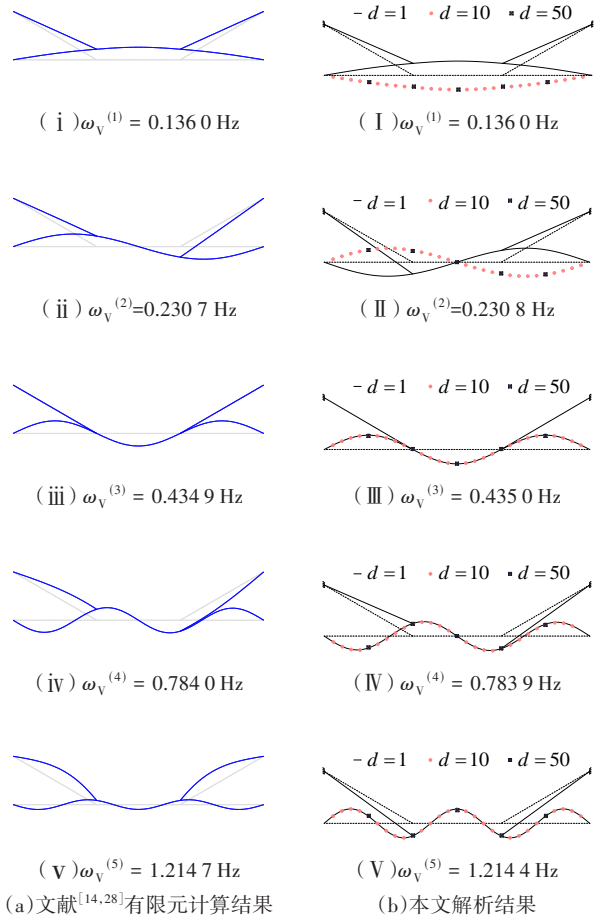 – d = 1 • d = 10 ▪ d = 50
(ⅰ)ω_V^(1) = 0.136 0 Hz
(Ⅰ)ω_V^(1) = 0.136 0 Hz
– d = 1 • d = 10 ▪ d = 50
(ⅱ)ω_V^(2)=0.230 7 Hz
(Ⅱ)ω_V^(2)=0.230 8 Hz
– d = 1 • d = 10 ▪ d = 50
(ⅲ)ω_V^(3) = 0.434 9 Hz
(Ⅲ)ω_V^(3) = 0.435 0 Hz
– d = 1 • d = 10 ▪ d = 50
(ⅳ)ω_V^(4) = 0.784 0 Hz
(Ⅳ)ω_V^(4) = 0.783 9 Hz
– d = 1 • d = 10 ▪ d = 50
(ⅴ)ω_V^(5) = 1.214 7 Hz
(Ⅴ)ω_V^(5) = 1.214 4 Hz
(a)文献[14,28]有限元计算结果
(b)本文解析结果